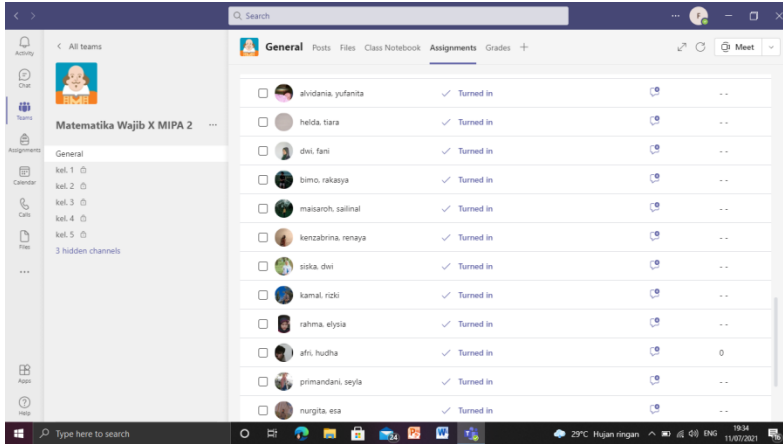 Search
F
Activity
Chat
Teams
Assignments
Calendar
Calls
Files
Apps
Help
All teams
Matematika Wajib X MIPA 2
General
kel. 1
kel. 2
kel. 3
kel. 4
kel. 5
3 hidden channels
General Posts Files Class Notebook Assignments Grades +
Meet
alvidania, yufanita Turned in - -
helda, tiara Turned in - -
dwi, fani Turned in - -
bimo, rakasya Turned in - -
maisaroh, sailinal Turned in - -
kenzabrina, renaya Turned in - -
siska, dwi Turned in - -
kamal, rizki Turned in - -
rahma, elysia Turned in - -
afri, hudha Turned in 0
primandani, seyla Turned in - -
nurgita, esa Turned in - -
Type here to search
24
29°C Hujan ringan ENG
19:34
11/07/2021